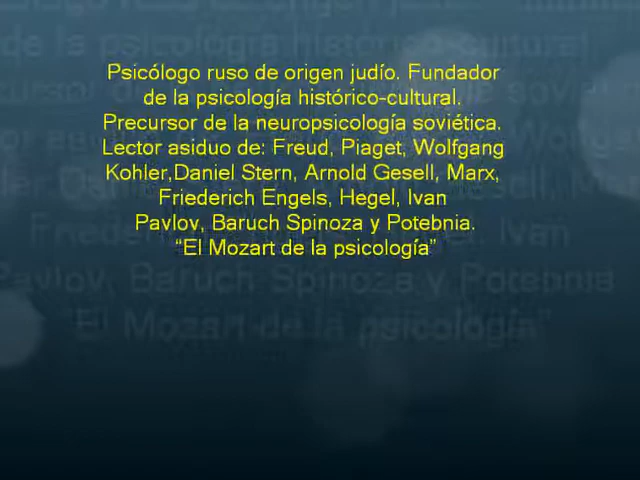 Psicólogo ruso de origen judío. Fundador
de la psicología histórico-cultural.
Precursor de la neuropsicología soviética.
Lector asiduo de: Freud, Piaget, Wolfgang
Kohler,Daniel Stern, Arnold Gesell, Marx,
Friederich Engels, Hegel, Ivan
Pavlov, Baruch Spinoza y Potebnia.
“El Mozart de la psicología”